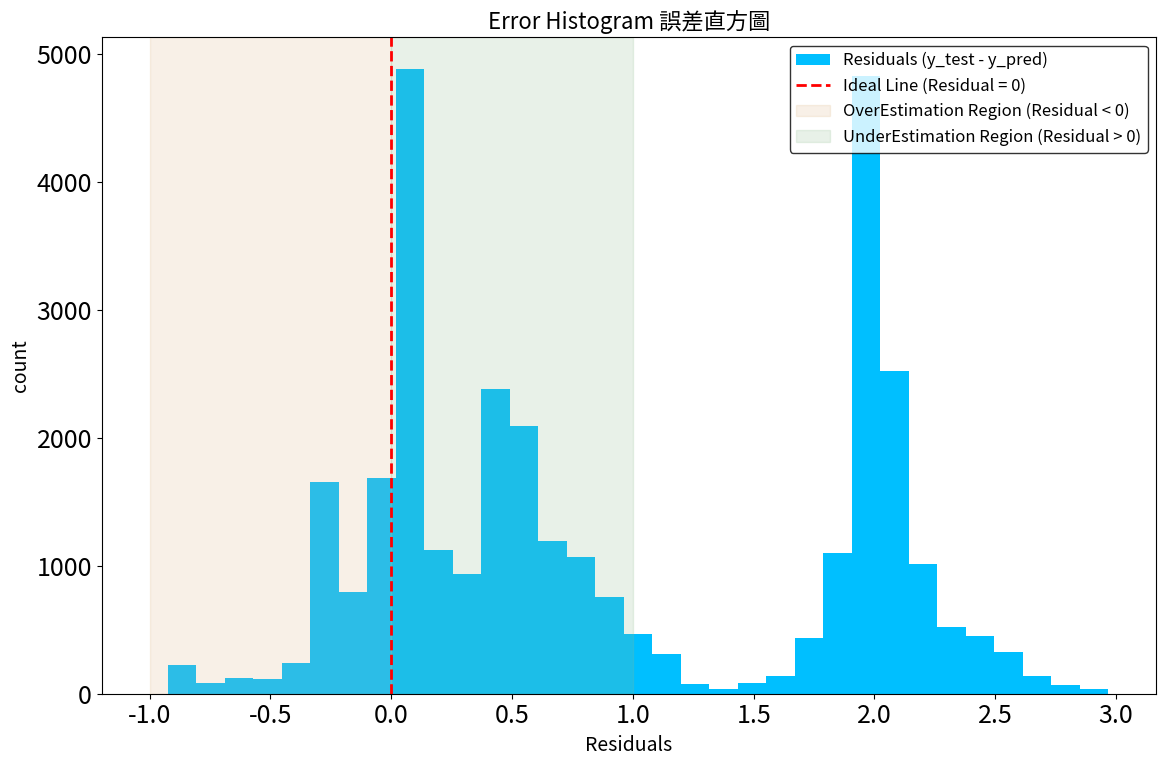 Error Histogram 誤差直方圖
Residuals (y_test - y_pred)
Ideal Line (Residual = 0)
OverEstimation Region (Residual < 0)
UnderEstimation Region (Residual > 0)
count
5000
4000
3000
2000
1000
0
-1.0 -0.5 0.0 0.5 1.0 1.5 2.0 2.5 3.0
Residuals